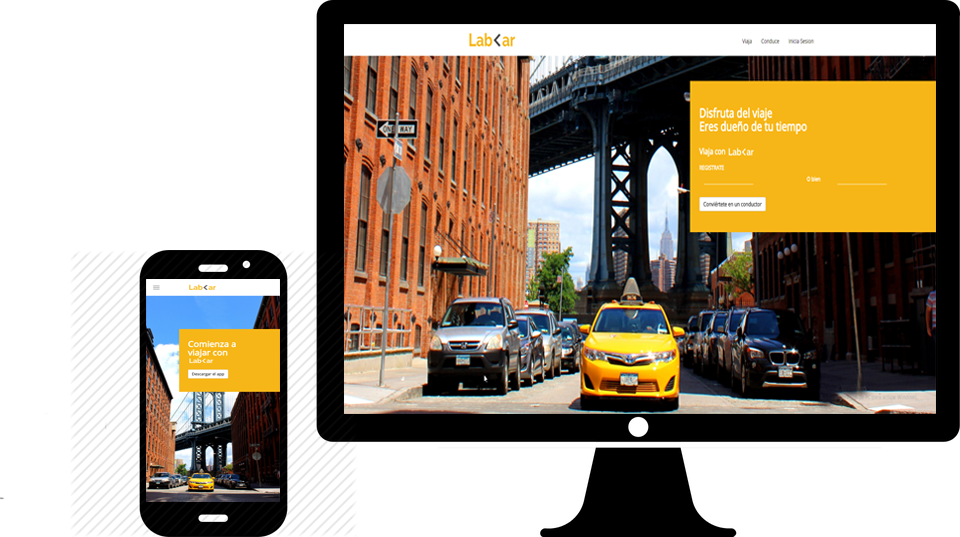 Lab<ar
Viaja Conduce Inicia Sesion
ONE WAY
Disfruta del viaje
Eres dueño de tu tiempo
Viaja con Lab<ar
REGISTRATE
O bien
Conviértete en un conductor
Lab<ar
Comienza a
viajar con
Lab<ar
Descargar el app